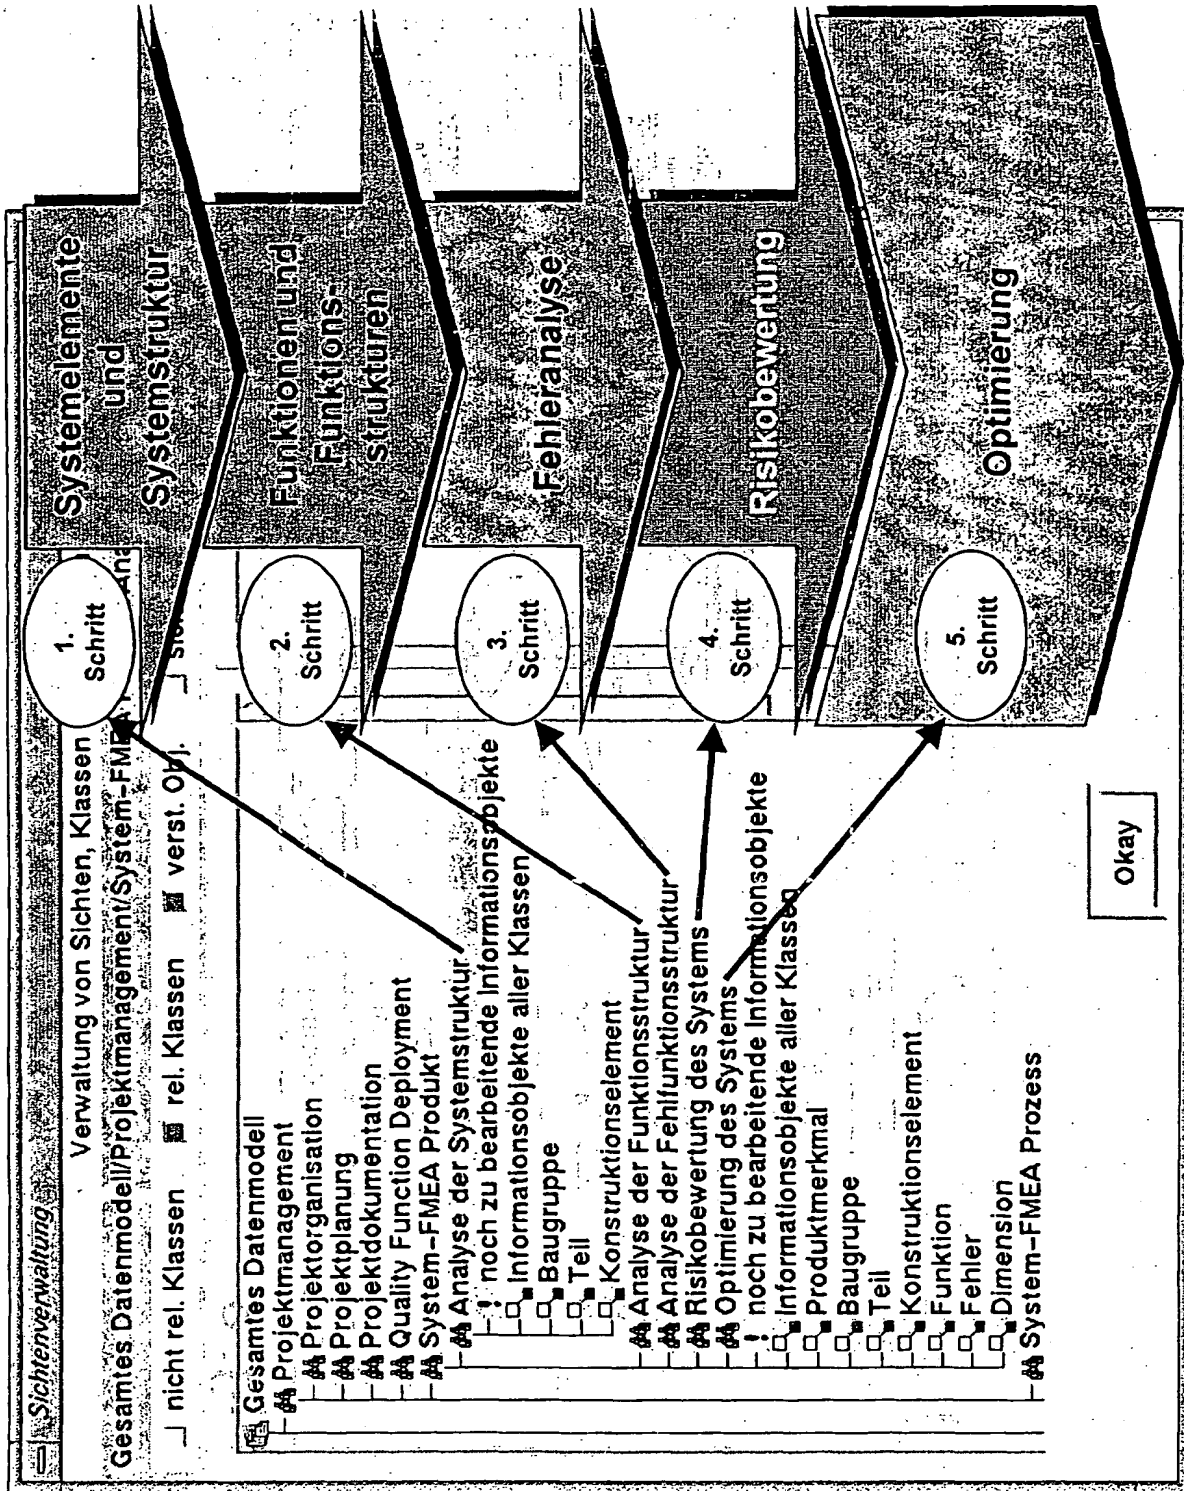 Sichtenverwaltung
Verwaltung von Sichten, Klassen
Gesamtes Datenmodell/Projektmanagement/System-FMEA
Ana
nicht rel. Klassen
rel. Klassen
verst. Obj.
Gesamtes Datenmodell
Projektmanagement
Projektorganisation
Projektplanung
Projektdokumentation
Quality Function Deployment
System-FMEA Produkt
Analyse der Systemstruktur
! noch zu bearbeitende Informationsobjekte
Informationsobjekte aller Klassen
Baugruppe
Teil
Konstruktionselement
Analyse der Funktionsstruktur
Analyse der Fehlfunktionsstruktur
Risikobewertung des Systems
Optimierung des Systems
! noch zu bearbeitende Informationsobjekte
Informationsobjekte aller Klassen
Produktmerkmal
Baugruppe
Teil
Konstruktionselement
Funktion
Fehler
Dimension
System-FMEA Prozess
Okay
1.
Schritt
Systemelemente
und
Systemstruktur
2.
Schritt
Funktionen und
Funktions-
strukturen
3.
Schritt
Fehleranalyse
4.
Schritt
Risikobewertung
5.
Schritt
Optimierung